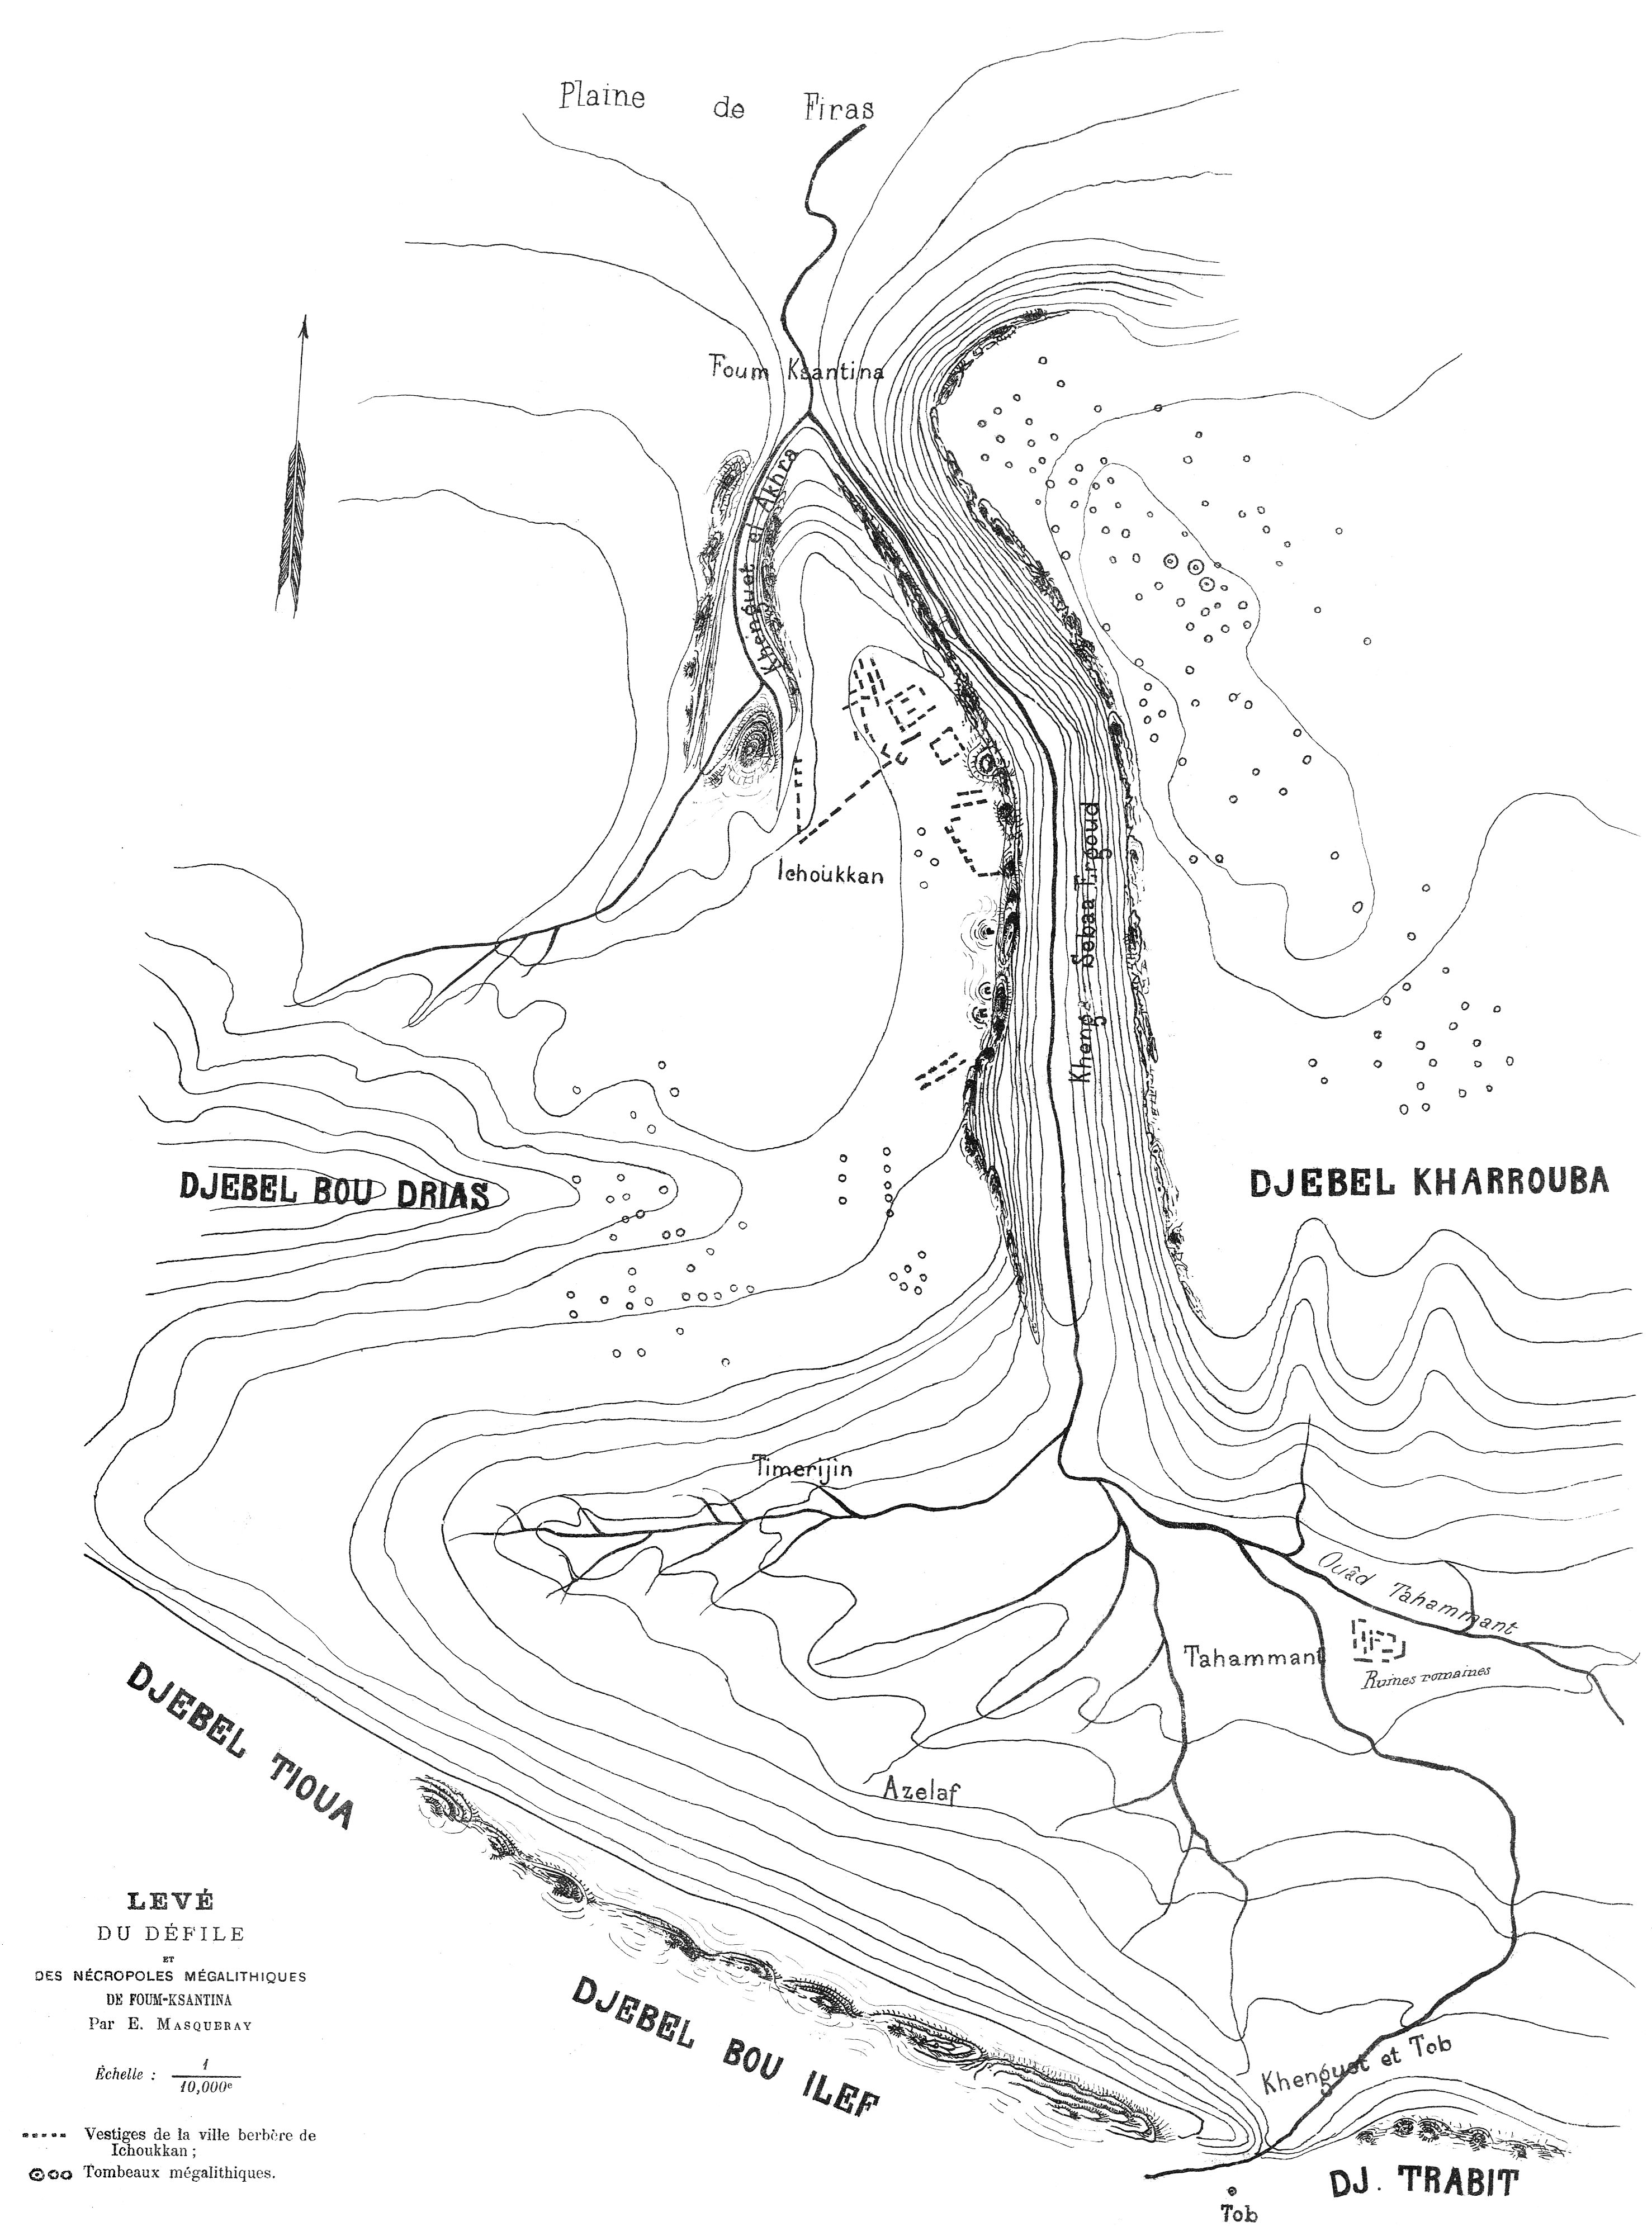 Plaine de Firas
Foum Ksantina
Khenguet el Akhra
Ichoukkan
Kheng. Sebaa Ergoud
DJEBEL BOU DRIAS
DJEBEL KHARROUBA
Timerijin
Ouâd Tahammant
Tahammant
Ruines romaines
DJEBEL TIOUA
Azelaf
DJEBEL BOU ILEF
Khenguet et Tob
DJ. TRABIT
Tob
LEVÉ
DU DÉFILE
ET
DES NÉCROPOLES MÉGALITHIQUES
DE FOUM-KSANTINA
Par E. MASQUERAY
Échelle : 1/10,000e
Vestiges de la ville berbère de
Ichoukkan ;
Tombeaux mégalithiques.